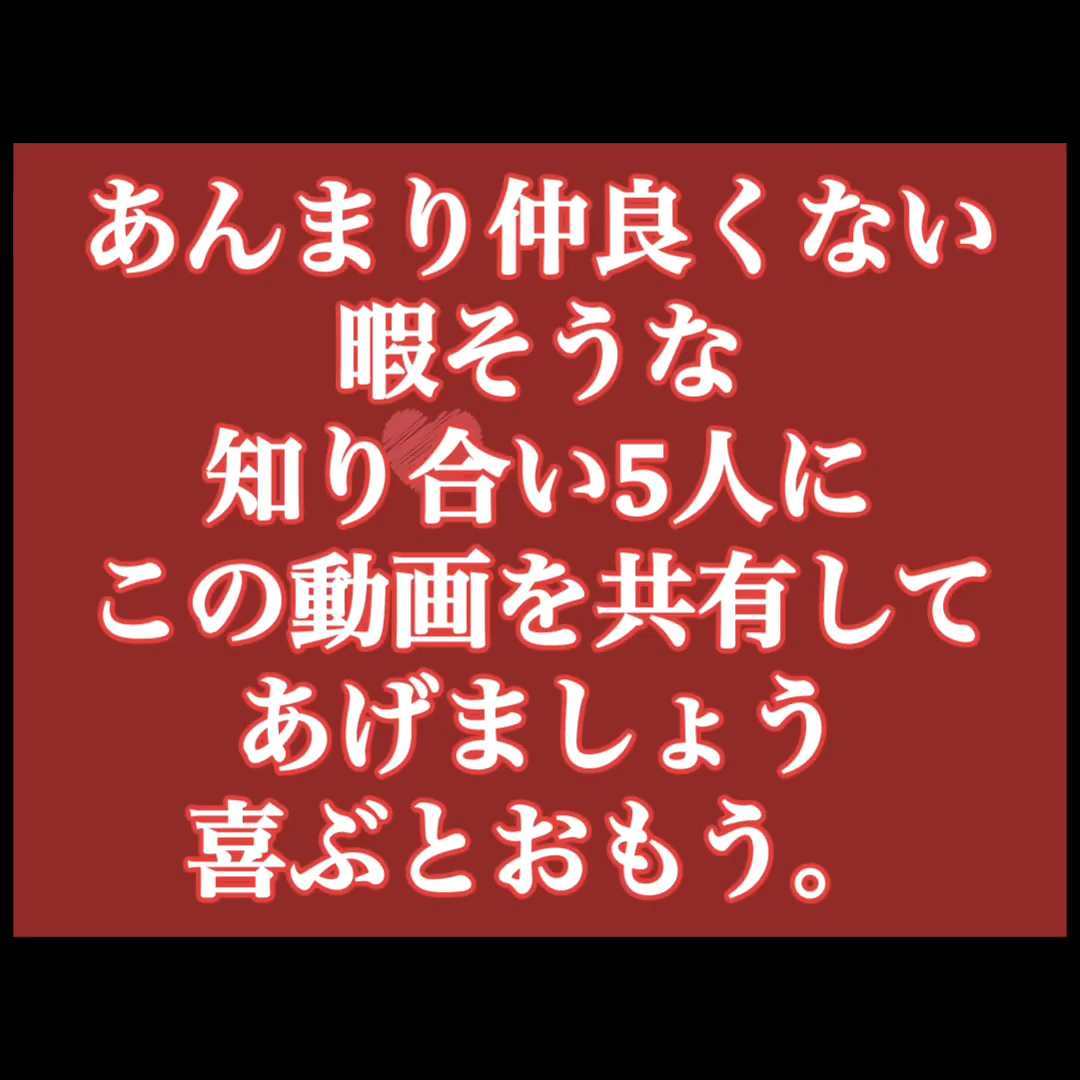 あんまり仲良くない
暇そうな
知り合い5人に
この動画を共有して
あげましょう
喜ぶとおもう。